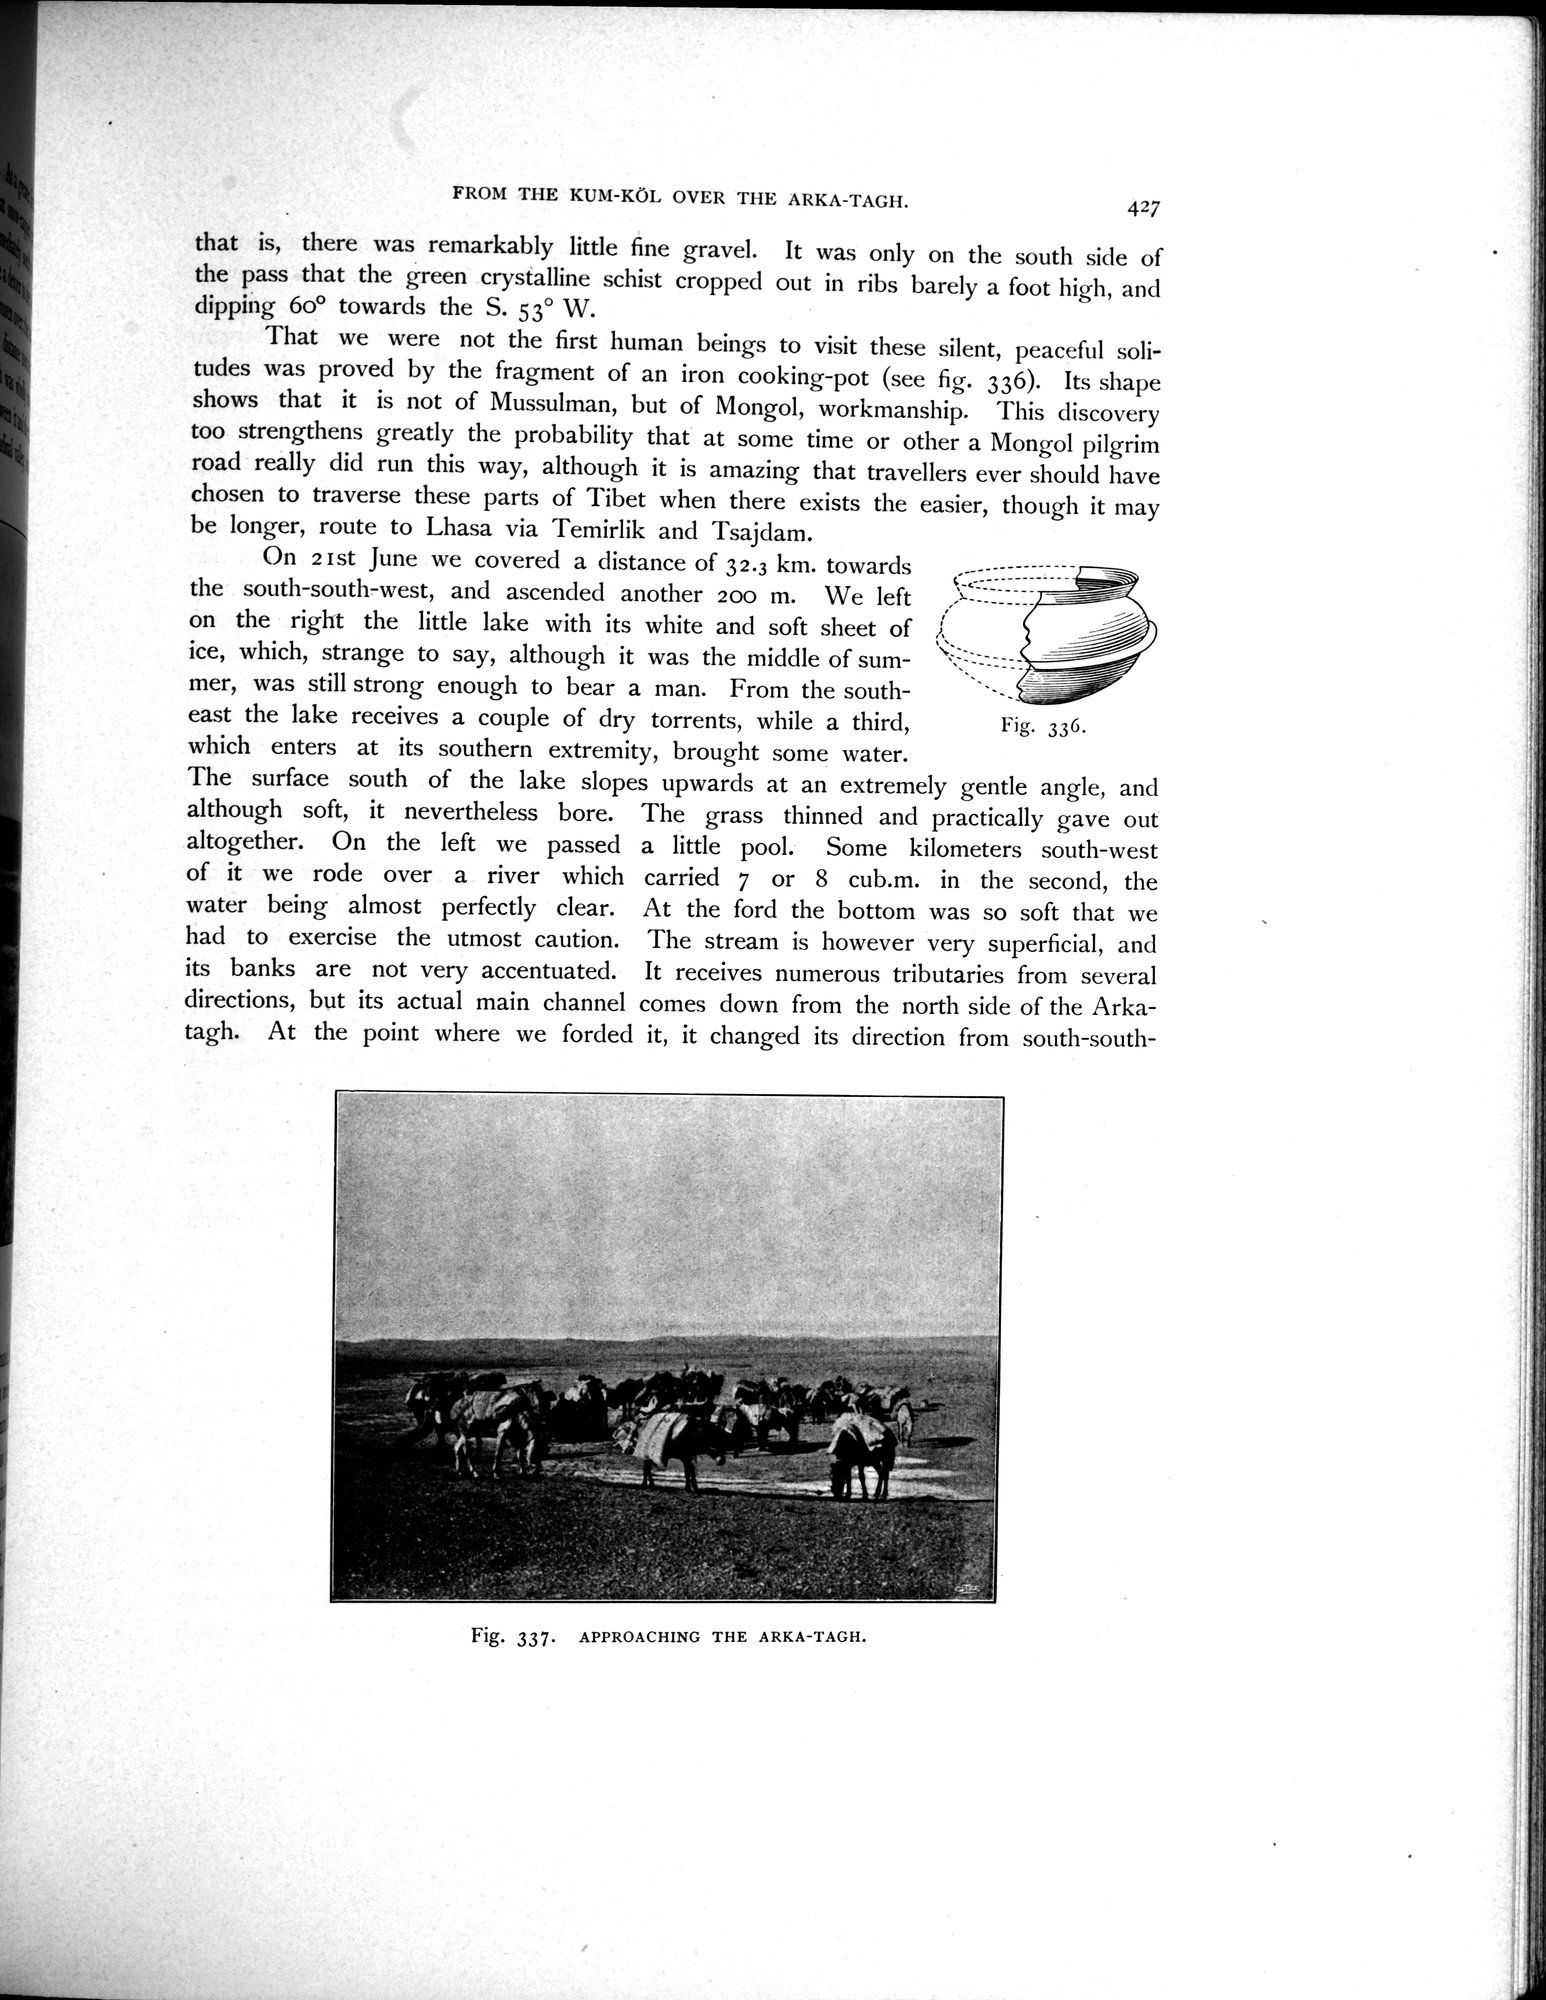 FROM THE KUM-KÖL OVER THE ARKA-TAGH.
427
that is, there was remarkably little fine gravel. It was only on the south side of
the pass that the green crystalline schist cropped out in ribs barely a foot high, and
dipping 60° towards the S. 53° W.
That we were not the first human beings to visit these silent, peaceful soli-
tudes was proved by the fragment of an iron cooking-pot (see fig. 336). Its shape
shows that it is not of Mussulman, but of Mongol, workmanship. This discovery
too strengthens greatly the probability that at some time or other a Mongol pilgrim
road really did run this way, although it is amazing that travellers ever should have
chosen to traverse these parts of Tibet when there exists the easier, though it may
be longer, route to Lhasa via Temirlik and Tsajdam.
On 21st June we covered a distance of 32.3 km. towards
the south-south-west, and ascended another 200 m. We left
on the right the little lake with its white and soft sheet of
ice, which, strange to say, although it was the middle of sum-
mer, was still strong enough to bear a man. From the south-
east the lake receives a couple of dry torrents, while a third,
which enters at its southern extremity, brought some water.
Fig. 336.
The surface south of the lake slopes upwards at an extremely gentle angle, and
although soft, it nevertheless bore. The grass thinned and practically gave out
altogether. On the left we passed a little pool. Some kilometers south-west
of it we rode over a river which carried 7 or 8 cub.m. in the second, the
water being almost perfectly clear. At the ford the bottom was so soft that we
had to exercise the utmost caution. The stream is however very superficial, and
its banks are not very accentuated. It receives numerous tributaries from several
directions, but its actual main channel comes down from the north side of the Arka-
tagh. At the point where we forded it, it changed its direction from south-south-
Fig. 337. APPROACHING THE ARKA-TAGH.